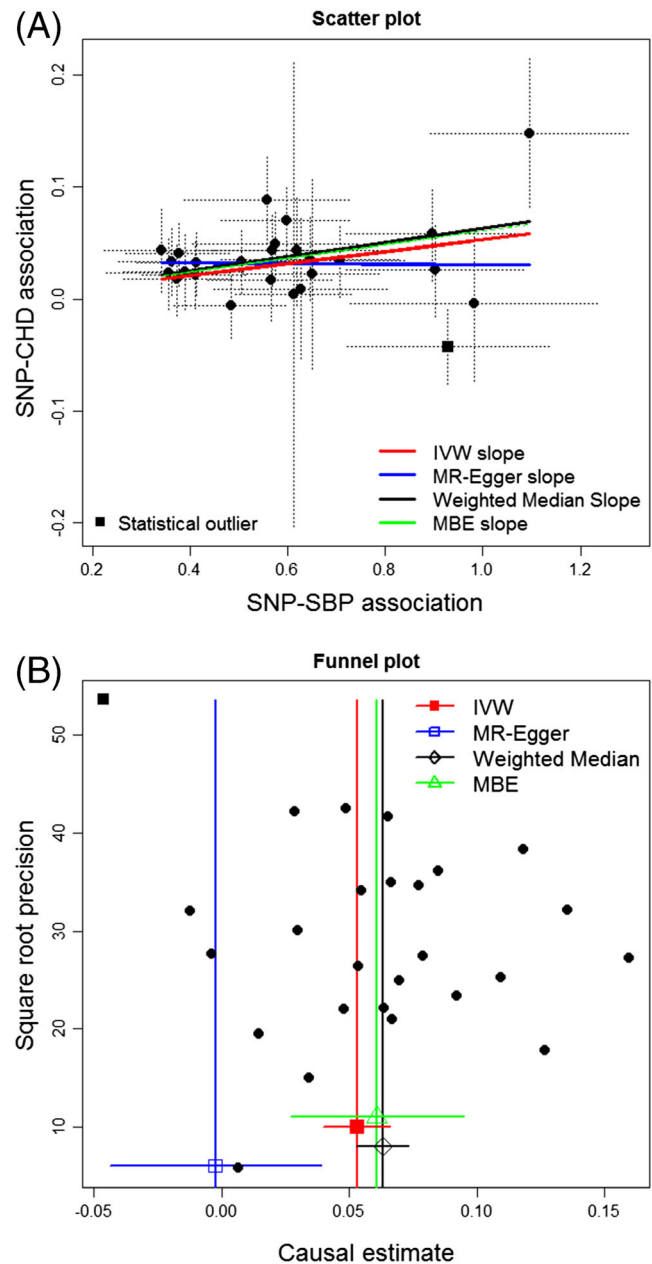 (A)
Scatter plot
SNP-CHD association
0.2
0.1
0.0
-0.1
-0.2
IVW slope
MR-Egger slope
Weighted Median Slope
MBE slope
Statistical outlier
0.2 0.4 0.6 0.8 1.0 1.2
SNP-SBP association
(B)
Funnel plot
Square root precision
50
40
30
20
10
IVW
MR-Egger
Weighted Median
MBE
-0.05 0.00 0.05 0.10 0.15
Causal estimate